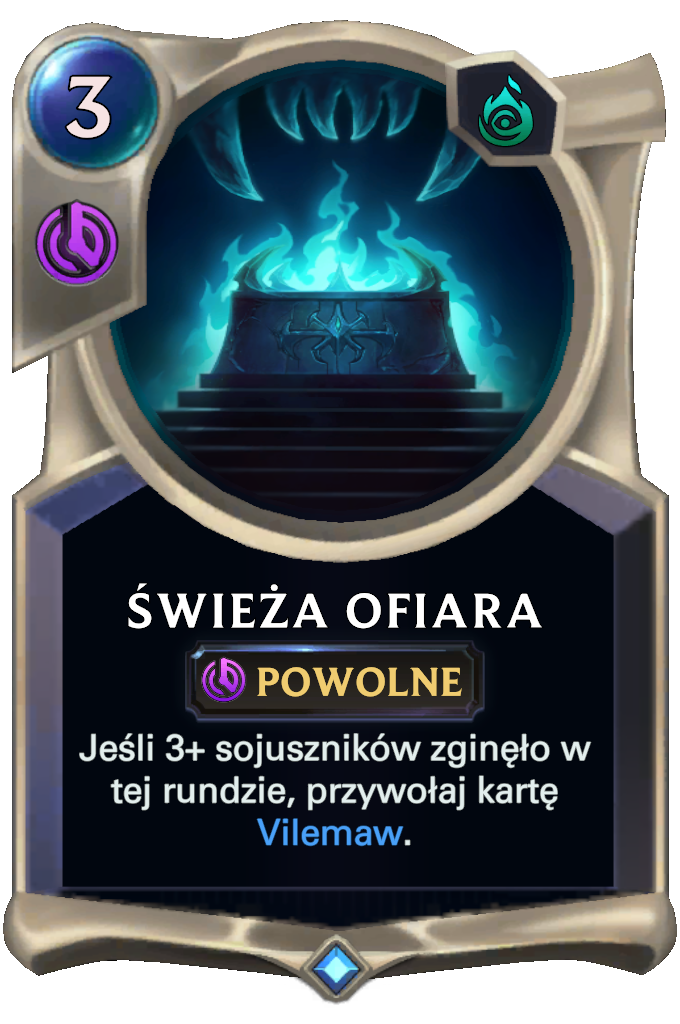 3
ŚWIEŻA OFIARA
POWOLNE
Jeśli 3+ sojuszników zginęło w
tej rundzie, przywołaj kartę
Vilemaw.